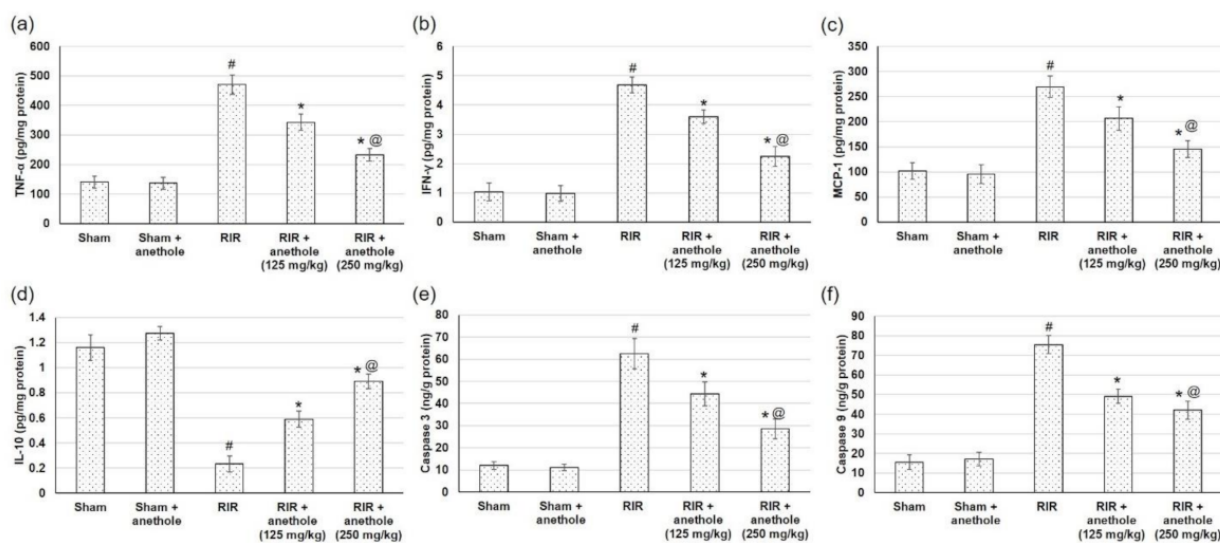 (a)
TNF-α (pg/mg protein)
600
500
400
300
200
100
0
#
*
* @
Sham
Sham +
anethole
RIR
RIR +
anethole
(125 mg/kg)
RIR +
anethole
(250 mg/kg)
(b)
IFN-γ (pg/mg protein)
6
5
4
3
2
1
0
#
*
* @
Sham
Sham +
anethole
RIR
RIR +
anethole
(125 mg/kg)
RIR +
anethole
(250 mg/kg)
(c)
MCP-1 (pg/mg protein)
350
300
250
200
150
100
50
0
#
*
* @
Sham
Sham +
anethole
RIR
RIR +
anethole
(125 mg/kg)
RIR +
anethole
(250 mg/kg)
(d)
IL-10 (pg/mg protein)
1.4
1.2
1
0.8
0.6
0.4
0.2
0
#
*
* @
Sham
Sham +
anethole
RIR
RIR +
anethole
(125 mg/kg)
RIR +
anethole
(250 mg/kg)
(e)
Caspase 3 (ng/g protein)
80
70
60
50
40
30
20
10
0
#
*
* @
Sham
Sham +
anethole
RIR
RIR +
anethole
(125 mg/kg)
RIR +
anethole
(250 mg/kg)
(f)
Caspase 9 (ng/g protein)
90
80
70
60
50
40
30
20
10
0
#
*
* @
Sham
Sham +
anethole
RIR
RIR +
anethole
(125 mg/kg)
RIR +
anethole
(250 mg/kg)